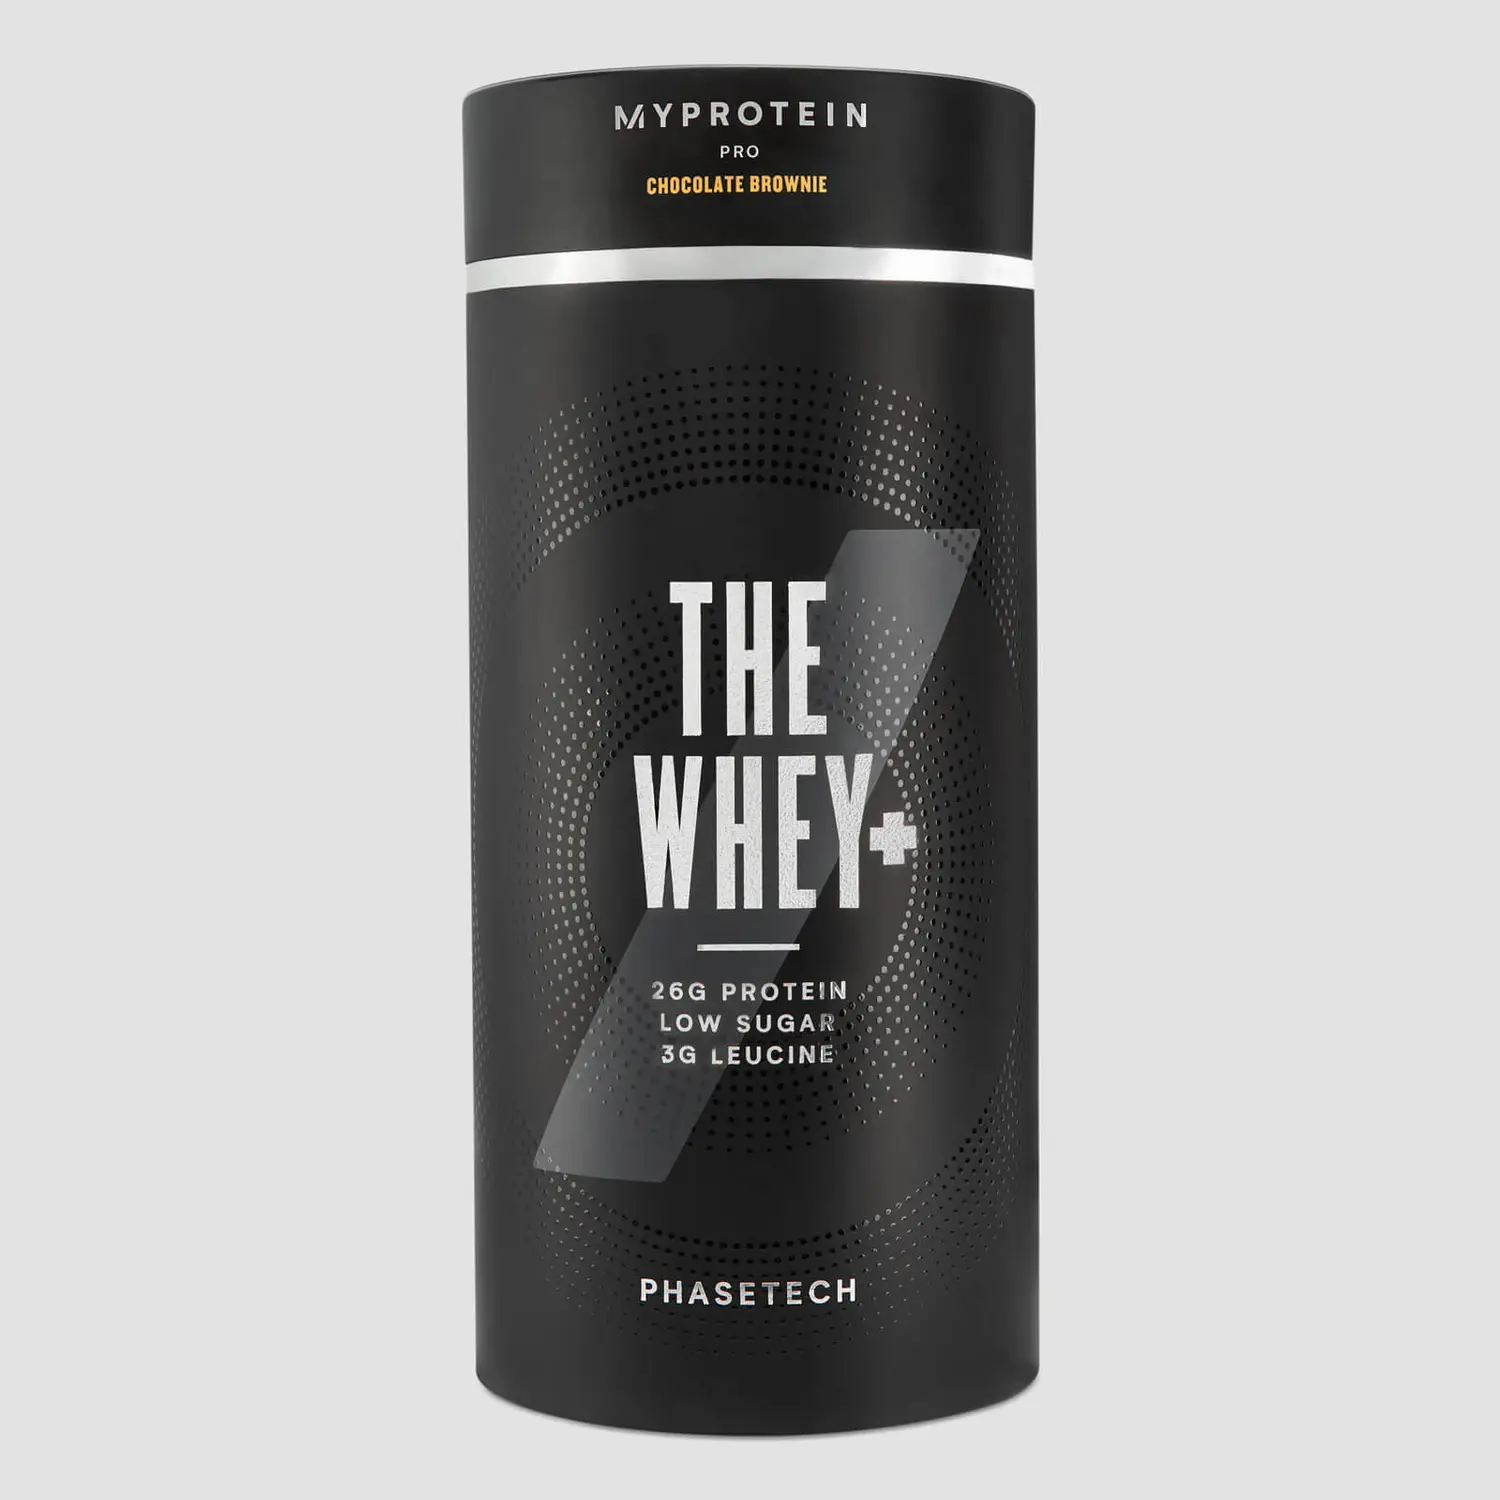 MYPROTEIN
PRO
CHOCOLATE BROWNIE
THE
WHEY+
26G PROTEIN
LOW SUGAR
3G LEUCINE
PHASETECH